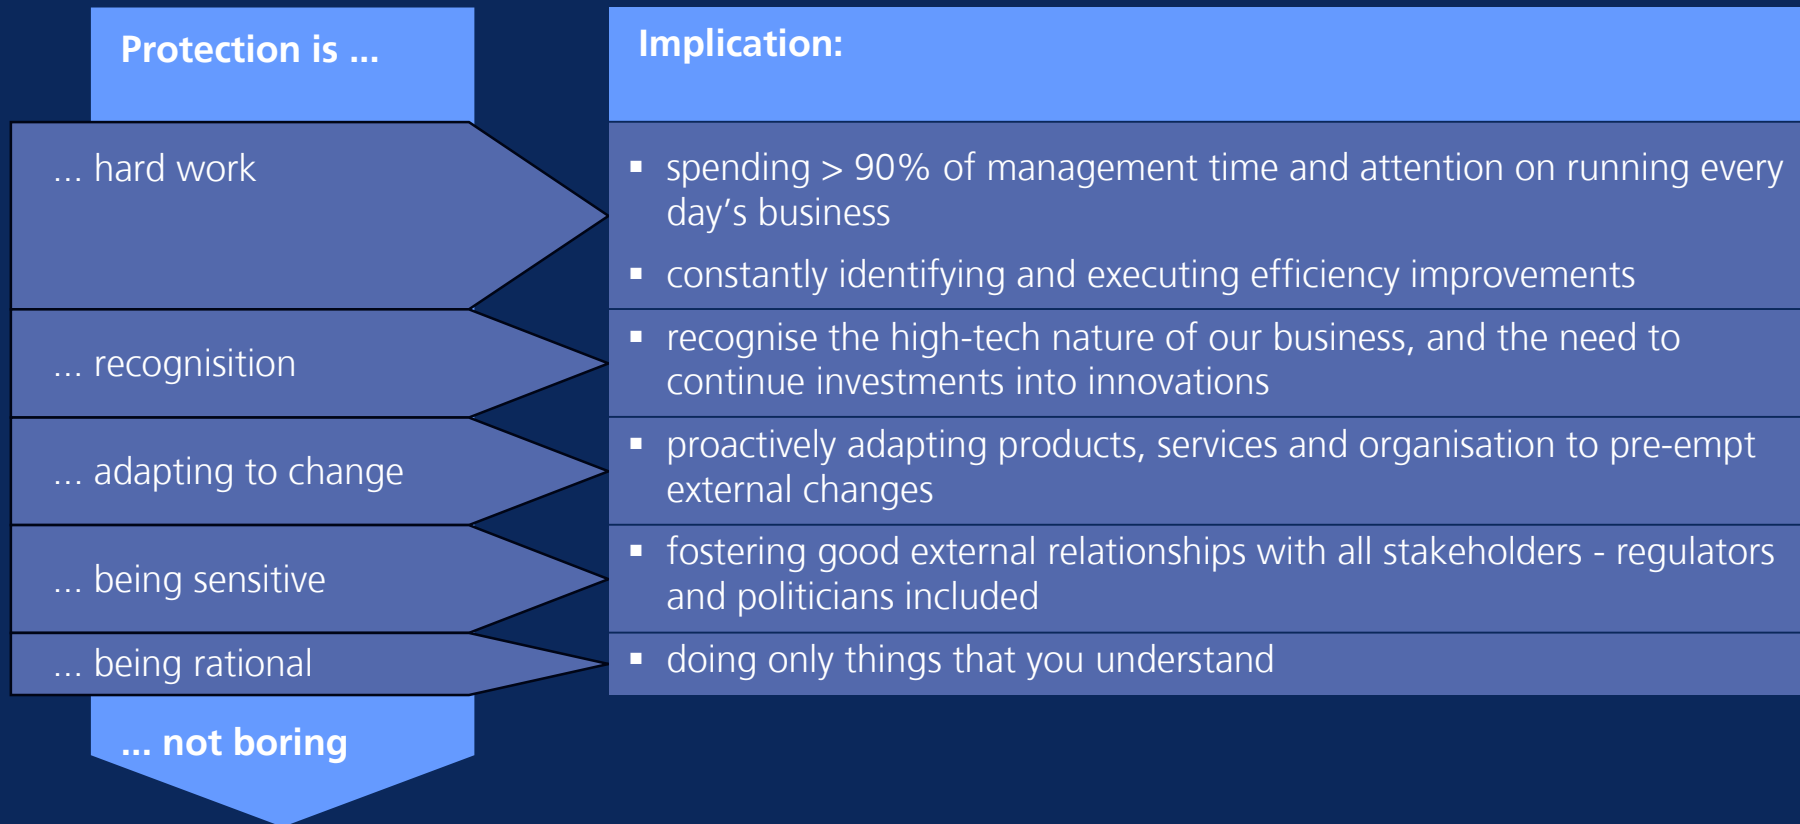 Protection is ...
Implication:
... hard work
▪ spending > 90% of management time and attention on running every
day’s business
▪ constantly identifying and executing efficiency improvements
... recognisition
▪ recognise the high-tech nature of our business, and the need to
continue investments into innovations
... adapting to change
▪ proactively adapting products, services and organisation to pre-empt
external changes
... being sensitive
▪ fostering good external relationships with all stakeholders - regulators
and politicians included
... being rational
▪ doing only things that you understand
... not boring